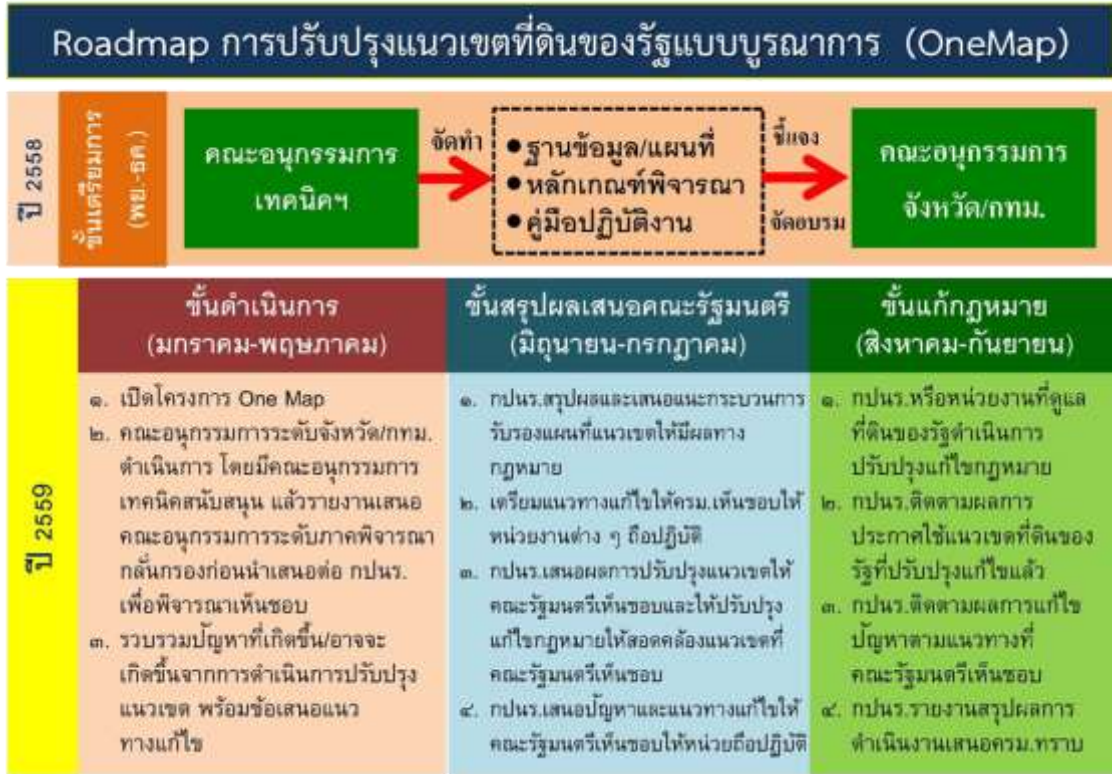 Roadmap การปรับปรุงแนวเขตที่ดินของรัฐแบบบูรณาการ (OneMap)
ปี 2558
ขั้นเตรียมการ
(พย.-ธค.)
คณะอนุกรรมการ
เทคนิคฯ
จัดทำ
●ฐานข้อมูล/แผนที่
●หลักเกณฑ์พิจารณา
●คู่มือปฏิบัติงาน
ชี้แจง
จัดอบรม
คณะอนุกรรมการ
จังหวัด/กทม.
ปี 2559
ขั้นดำเนินการ
(มกราคม-พฤษภาคม)
๑. เปิดโครงการ One Map
๒. คณะอนุกรรมการระดับจังหวัด/กทม.
ดำเนินการ โดยมีคณะอนุกรรมการ
เทคนิคสนับสนุน แล้วรายงานเสนอ
คณะอนุกรรมการระดับภาคพิจารณา
กลั่นกรองก่อนนำเสนอต่อ กปนร.
เพื่อพิจารณาเห็นชอบ
๓. รวบรวมปัญหาที่เกิดขึ้น/อาจจะ
เกิดขึ้นจากการดำเนินการปรับปรุง
แนวเขต พร้อมข้อเสนอแนว
ทางแก้ไข
ขั้นสรุปผลเสนอคณะรัฐมนตรี
(มิถุนายน-กรกฎาคม)
๑. กปนร.สรุปผลและเสนอแนะกระบวนการ
รับรองแผนที่แนวเขตให้มีผลทาง
กฎหมาย
๒. เตรียมแนวทางแก้ไขให้ครม.เห็นชอบให้
หน่วยงานต่าง ๆ ถือปฏิบัติ
๓. กปนร.เสนอผลการปรับปรุงแนวเขตให้
คณะรัฐมนตรีเห็นชอบและให้ปรับปรุง
แก้ไขกฎหมายให้สอดคล้องแนวเขตที่
คณะรัฐมนตรีเห็นชอบ
๔. กปนร.เสนอปัญหาและแนวทางแก้ไขให้
คณะรัฐมนตรีเห็นชอบให้หน่วยถือปฏิบัติ
ขั้นแก้กฎหมาย
(สิงหาคม-กันยายน)
๑. กปนร.หรือหน่วยงานที่ดูแล
ที่ดินของรัฐดำเนินการ
ปรับปรุงแก้ไขกฎหมาย
๒. กปนร.ติดตามผลการ
ประกาศใช้แนวเขตที่ดินของ
รัฐที่ปรับปรุงแก้ไขแล้ว
๓. กปนร.ติดตามผลการแก้ไข
ปัญหาตามแนวทางที่
คณะรัฐมนตรีเห็นชอบ
๔. กปนร.รายงานสรุปผลการ
ดำเนินงานเสนอครม.ทราบ